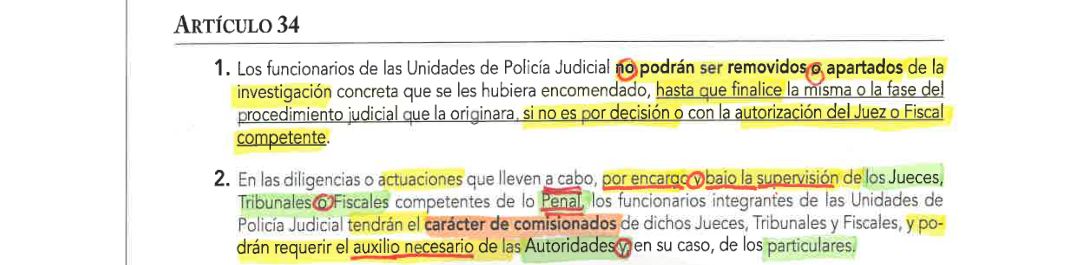 ARTÍCULO 34
1. Los funcionarios de las Unidades de Policía Judicial no podrán ser removidos o apartados de la
investigación concreta que se les hubiera encomendado, hasta que finalice la misma o la fase del
procedimiento judicial que la originara, si no es por decisión o con la autorización del Juez o Fiscal
competente.
2. En las diligencias o actuaciones que lleven a cabo, por encargo y bajo la supervisión de los Jueces,
Tribunales o Fiscales competentes de lo Penal, los funcionarios integrantes de las Unidades de
Policía Judicial tendrán el carácter de comisionados de dichos Jueces, Tribunales y Fiscales, y po-
drán requerir el auxilio necesario de las Autoridades y, en su caso, de los particulares.